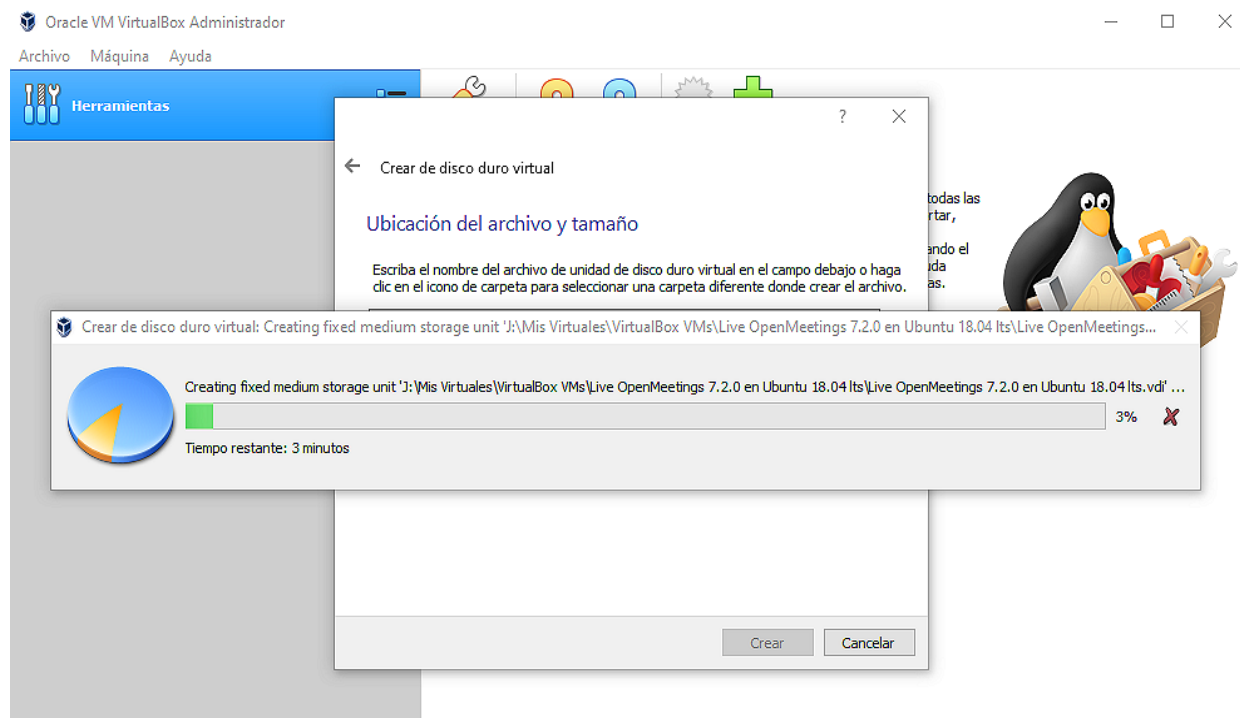 Oracle VM VirtualBox Administrador
Archivo Máquina Ayuda
Herramientas
?
Crear de disco duro virtual
todas las
rtar,
Ubicación del archivo y tamaño
ando el
uda
as.
Escriba el nombre del archivo de unidad de disco duro virtual en el campo debajo o haga
clic en el icono de carpeta para seleccionar una carpeta diferente donde crear el archivo.
Crear de disco duro virtual: Creating fixed medium storage unit 'J:\Mis Virtuales\VirtualBox VMs\Live OpenMeetings 7.2.0 en Ubuntu 18.04 lts\Live OpenMeetings...
Creating fixed medium storage unit 'J:\Mis Virtuales\VirtualBox VMs\Live OpenMeetings 7.2.0 en Ubuntu 18.04 lts\Live OpenMeetings 7.2.0 en Ubuntu 18.04 lts.vdi' ...
3%
Tiempo restante: 3 minutos
Crear Cancelar